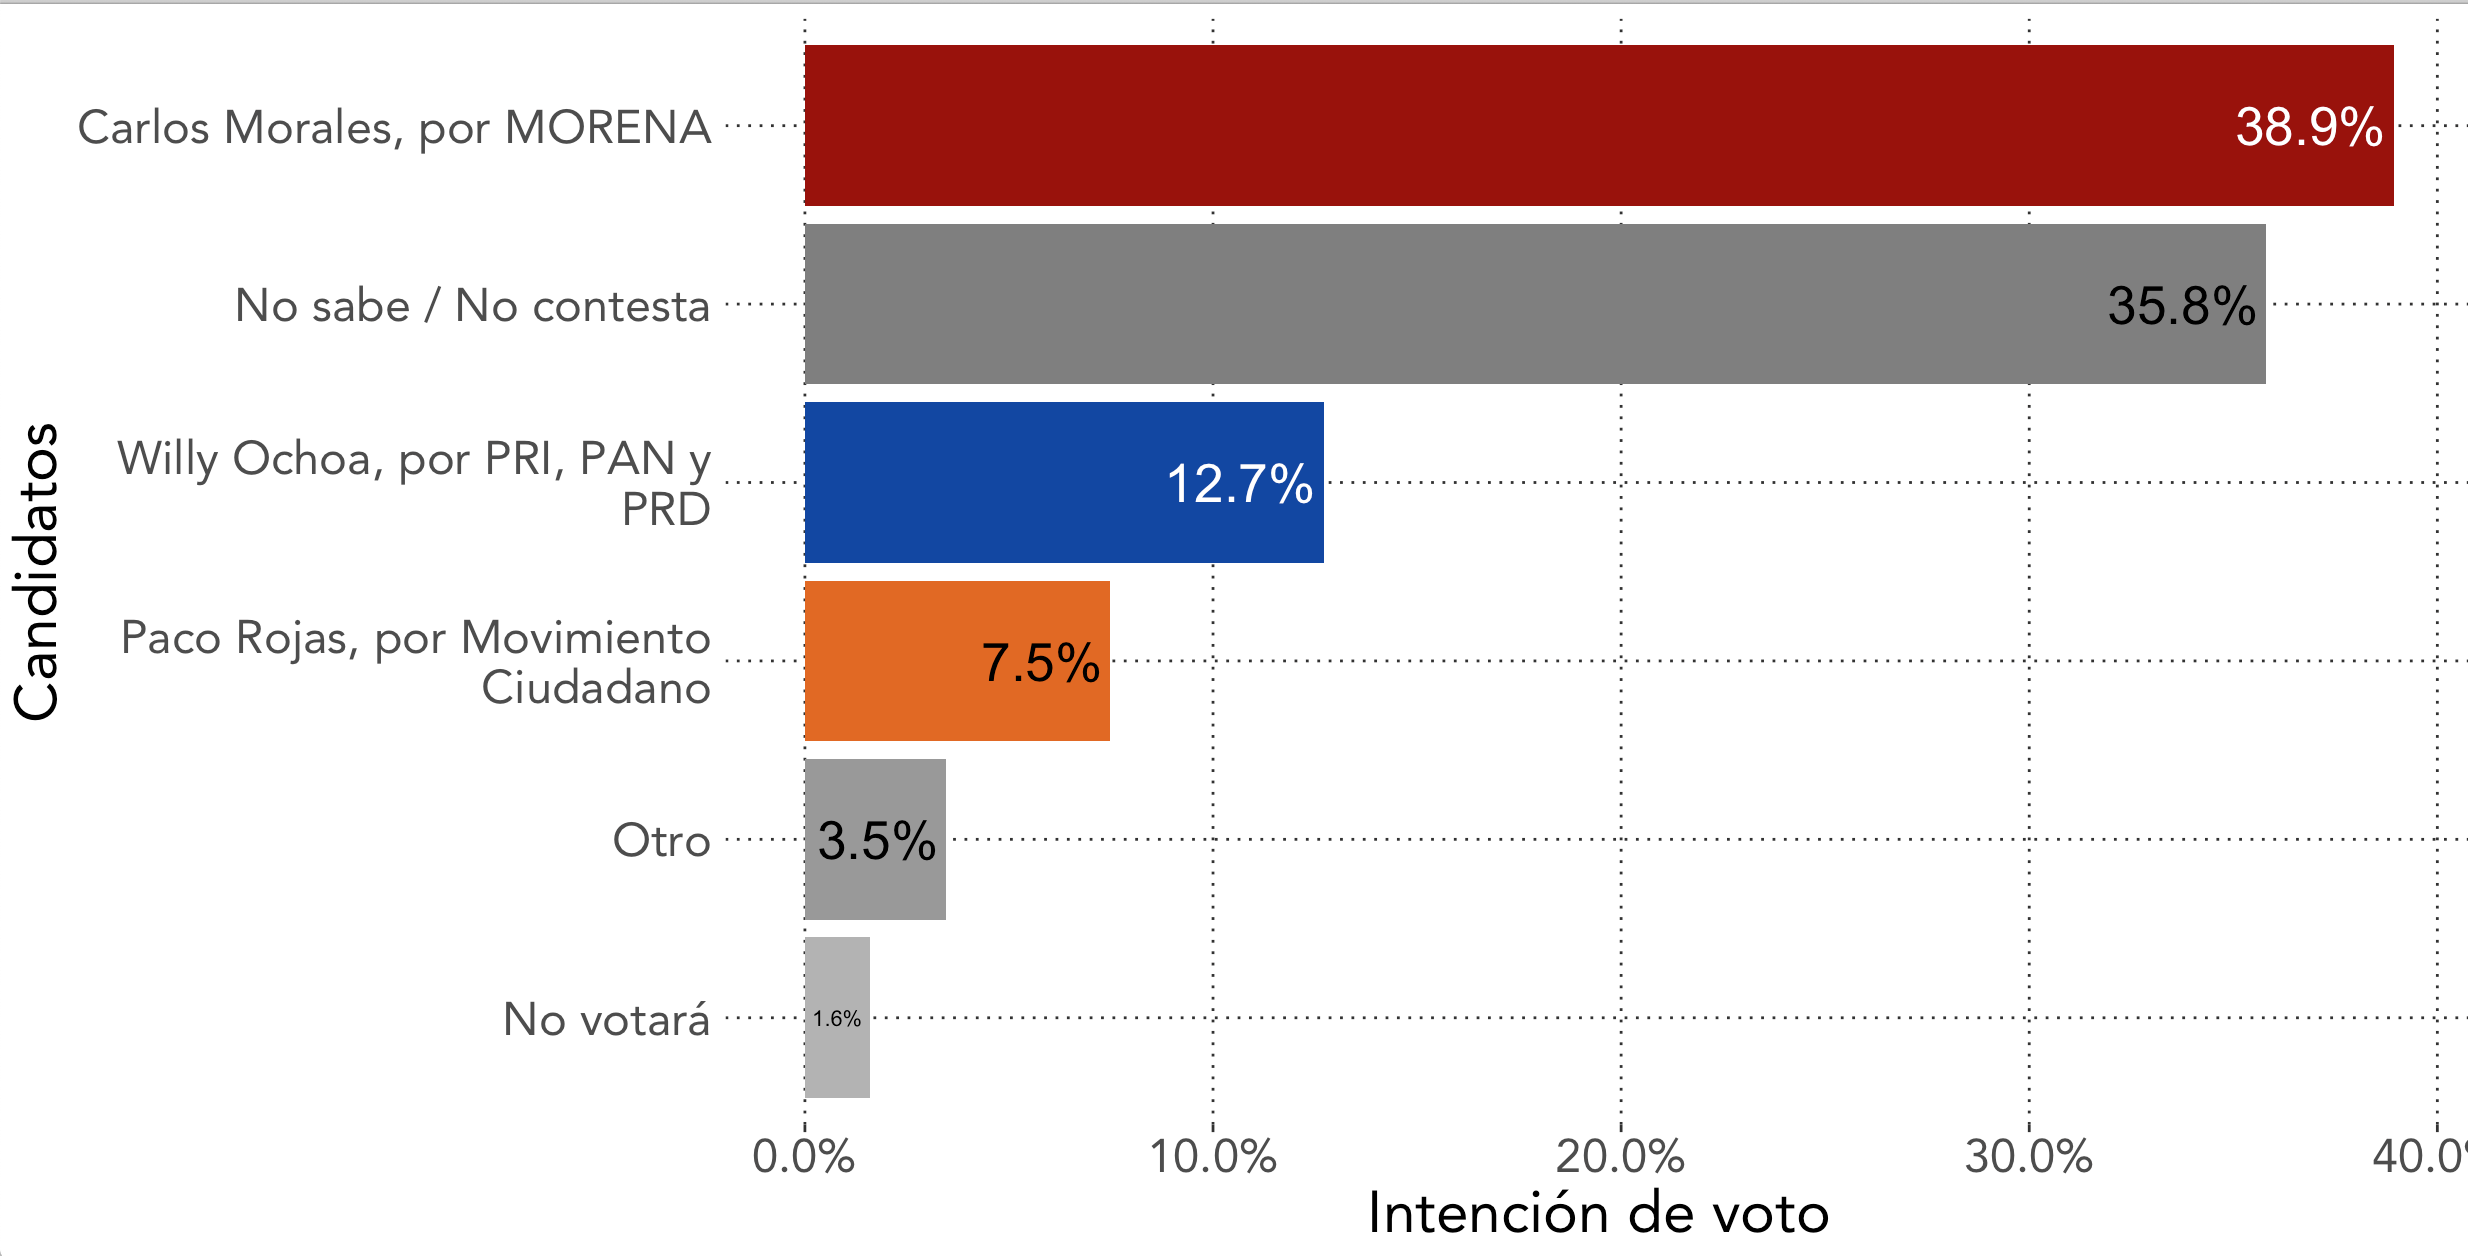 Candidatos
Carlos Morales, por MORENA
38.9%
No sabe / No contesta
35.8%
Willy Ochoa, por PRI, PAN y
PRD
12.7%
Paco Rojas, por Movimiento
Ciudadano
7.5%
Otro
3.5%
No votará
1.6%
0.0% 10.0% 20.0% 30.0% 40.0%
Intención de voto